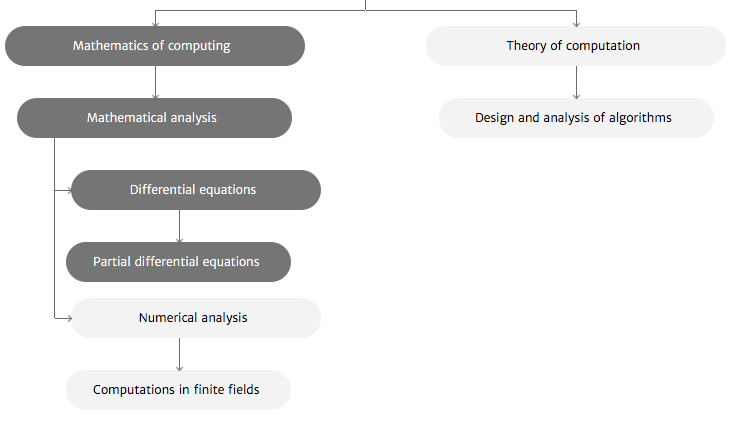 Mathematics of computing
Theory of computation
Mathematical analysis
Design and analysis of algorithms
Differential equations
Partial differential equations
Numerical analysis
Computations in finite fields